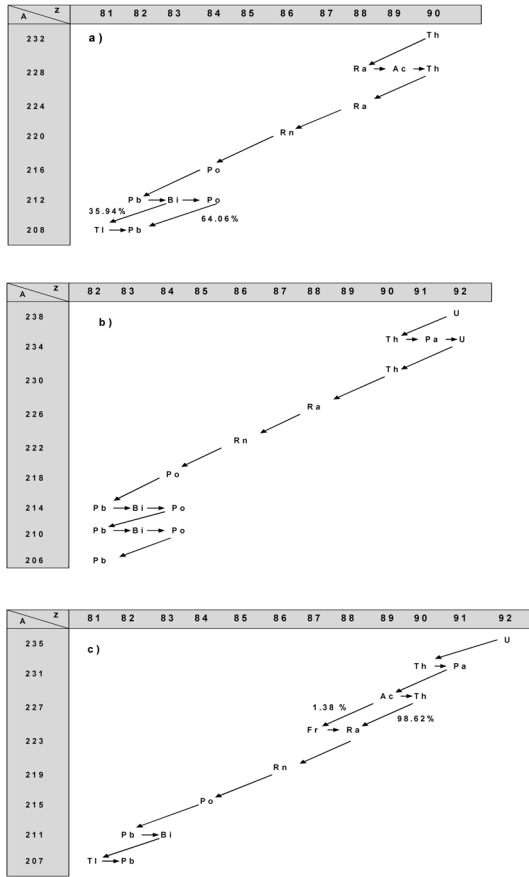 A Z 81 82 83 84 86 87 88 89 90
232 a) Th
228 Ra Ac Th
224 Ra
220 Rn
216 Po
212 Pb Bi Po
35.94% 64.06%
208 Tl Pb
A Z 82 83 84 86 87 88 89 90 91 92
238 b) U
234 Th Pa U
230 Th
226 Ra
222 Rn
218 Po
214 Pb Bi Po
210 Pb Bi Po
206 Pb
A Z 81 82 83 84 85 86 87 88 89 90 91 92
235 c) U
231 Th Pa
227 Ac Th
1.38 % 98.62%
223 Fr Ra
219 Rn
215 Po
211 Pb Bi
207 Tl Pb